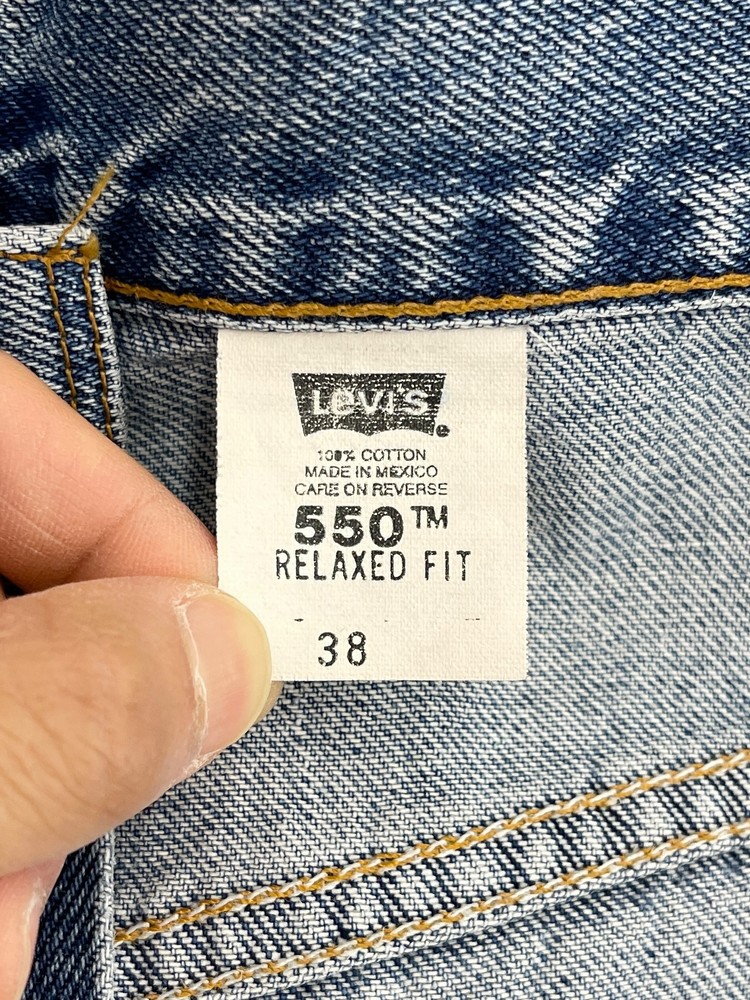 LEVI'S
100% COTTON
MADE IN MEXICO
CARE ON REVERSE
550™
RELAXED FIT
38